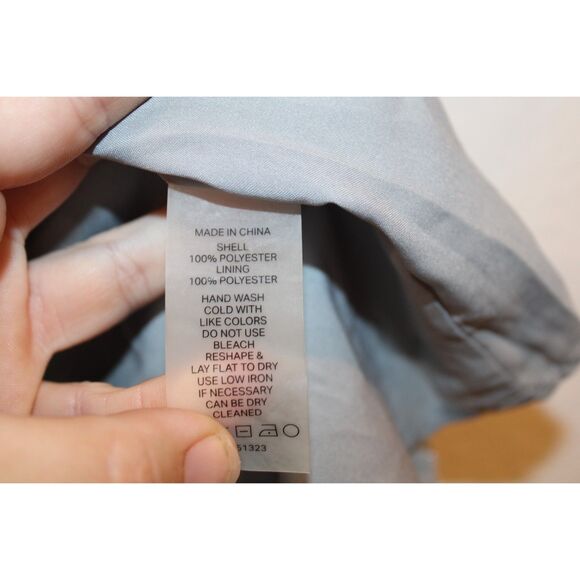 MADE IN CHINA
SHELL
100% POLYESTER
LINING
100% POLYESTER
HAND WASH
COLD WITH
LIKE COLORS
DO NOT USE
BLEACH
RESHAPE &
LAY FLAT TO DRY
USE LOW IRON
IF NECESSARY
CAN BE DRY
CLEANED
51323